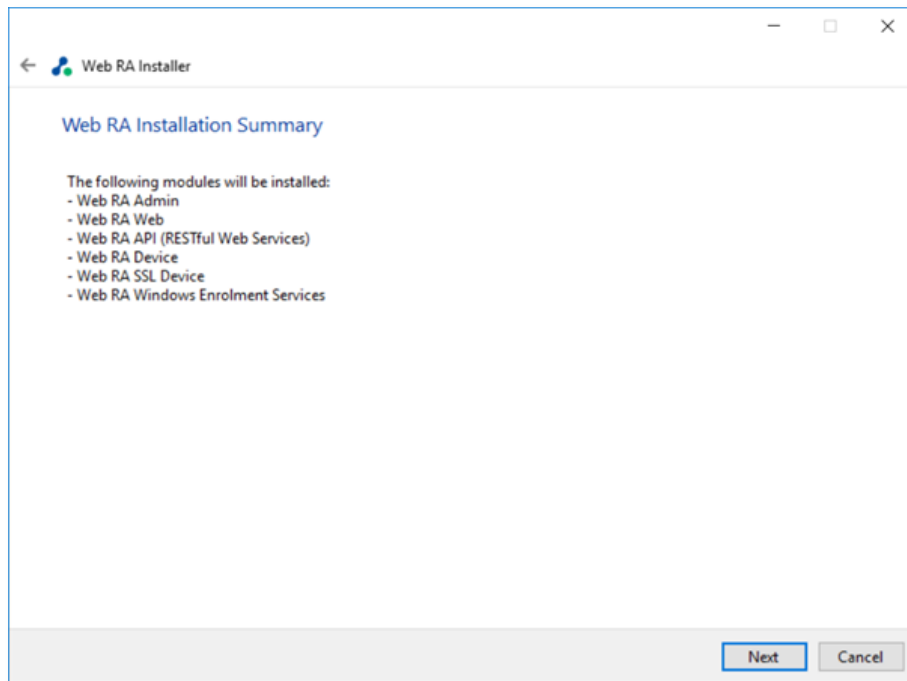 Web RA Installer
Web RA Installation Summary
The following modules will be installed:
- Web RA Admin
- Web RA Web
- Web RA API (RESTful Web Services)
- Web RA Device
- Web RA SSL Device
- Web RA Windows Enrolment Services
Next Cancel